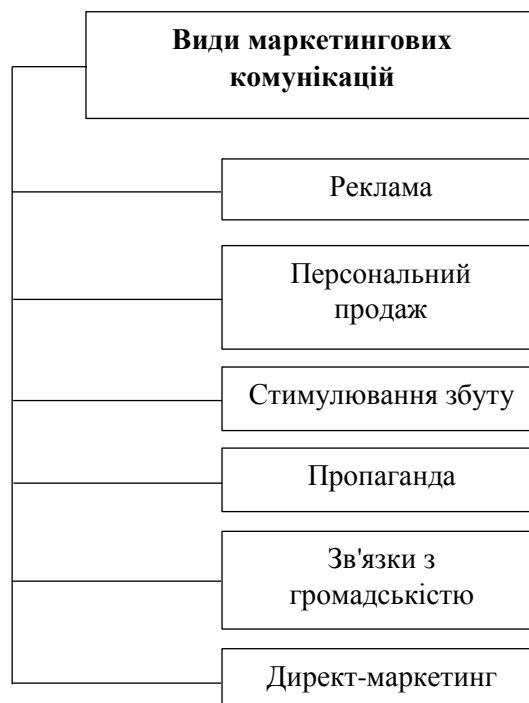 Види маркетингових
комунікацій
Реклама
Персональний
продаж
Стимулювання збуту
Пропаганда
Зв'язки з
громадськістю
Директ-маркетинг